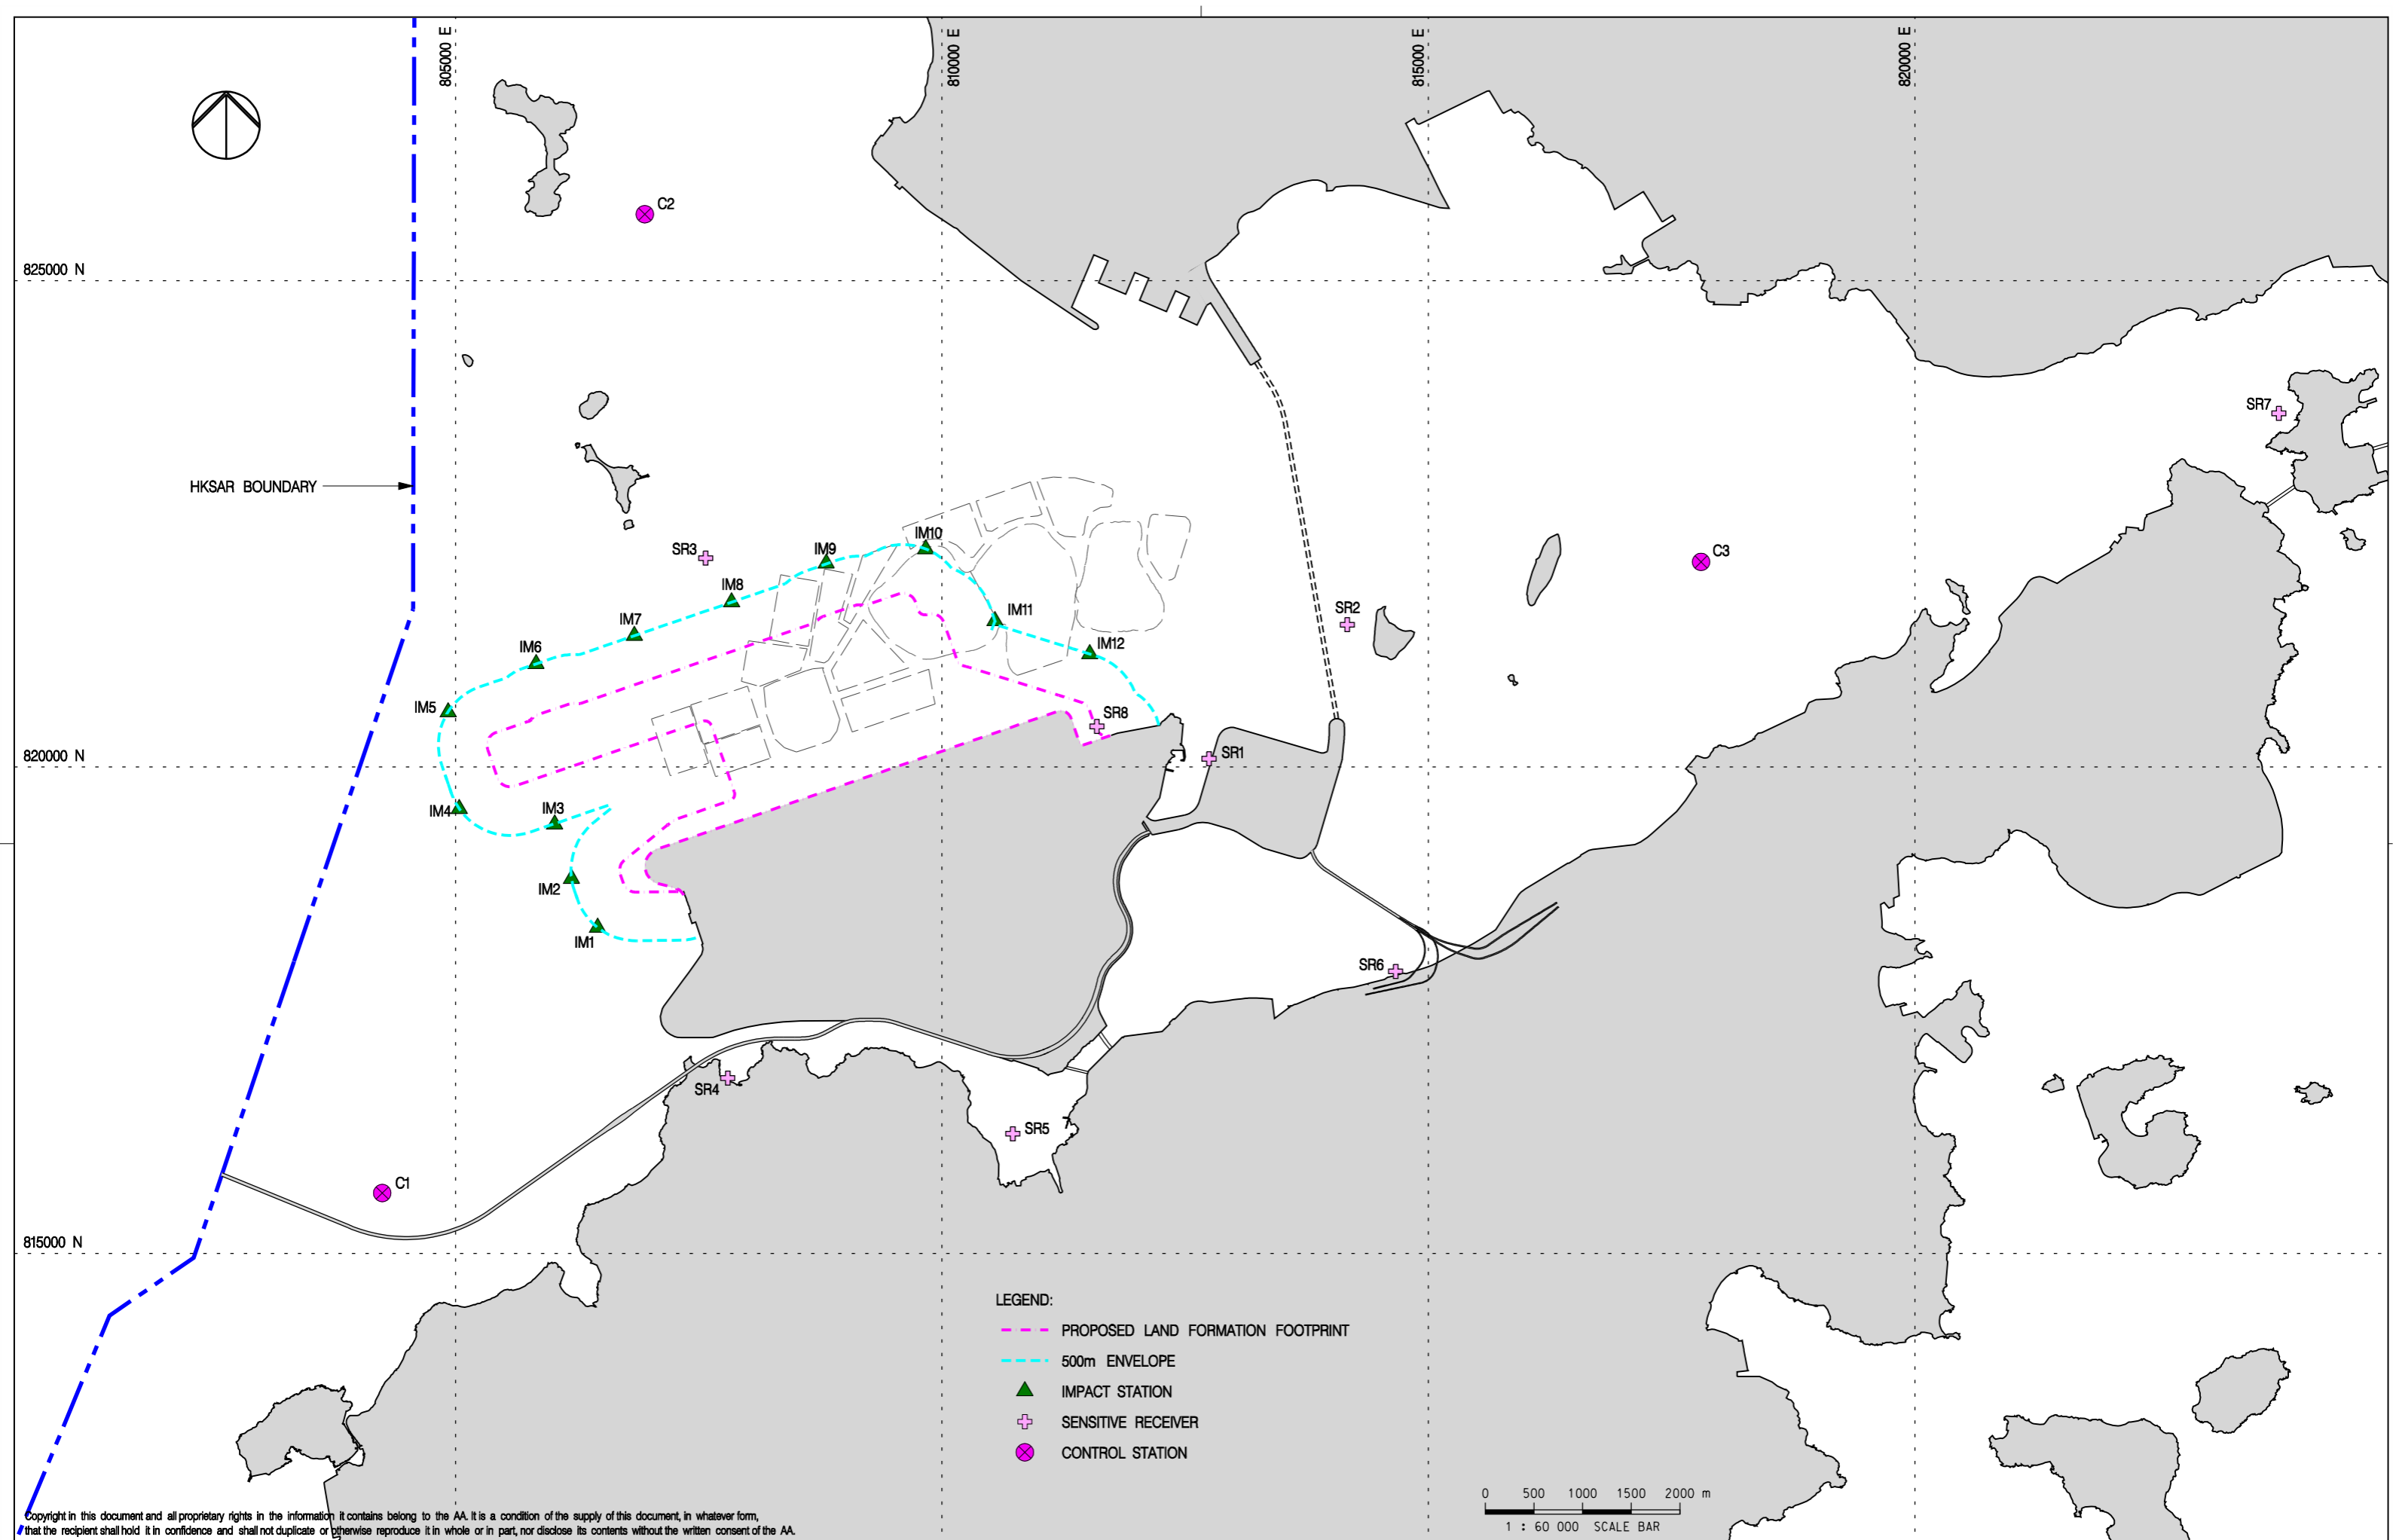 805000 E
810000 E
815000 E
820000 E
C2
825000 N
SR7
HKSAR BOUNDARY
IM10
IM9
SR3
C3
IM8
IM11
SR2
IM7
IM12
IM6
IM5
SR8
820000 N
SR1
IM4
IM3
IM2
IM1
SR6
SR4
SR5
C1
815000 N
LEGEND:
PROPOSED LAND FORMATION FOOTPRINT
500m ENVELOPE
IMPACT STATION
SENSITIVE RECEIVER
CONTROL STATION
0 500 1000 1500 2000 m
1 : 60 000 SCALE BAR
Copyright in this document and all proprietary rights in the information it contains belong to the AA. It is a condition of the supply of this document, in whatever form,
that the recipient shall hold it in confidence and shall not duplicate or otherwise reproduce it in whole or in part, nor disclose its contents without the written consent of the AA.